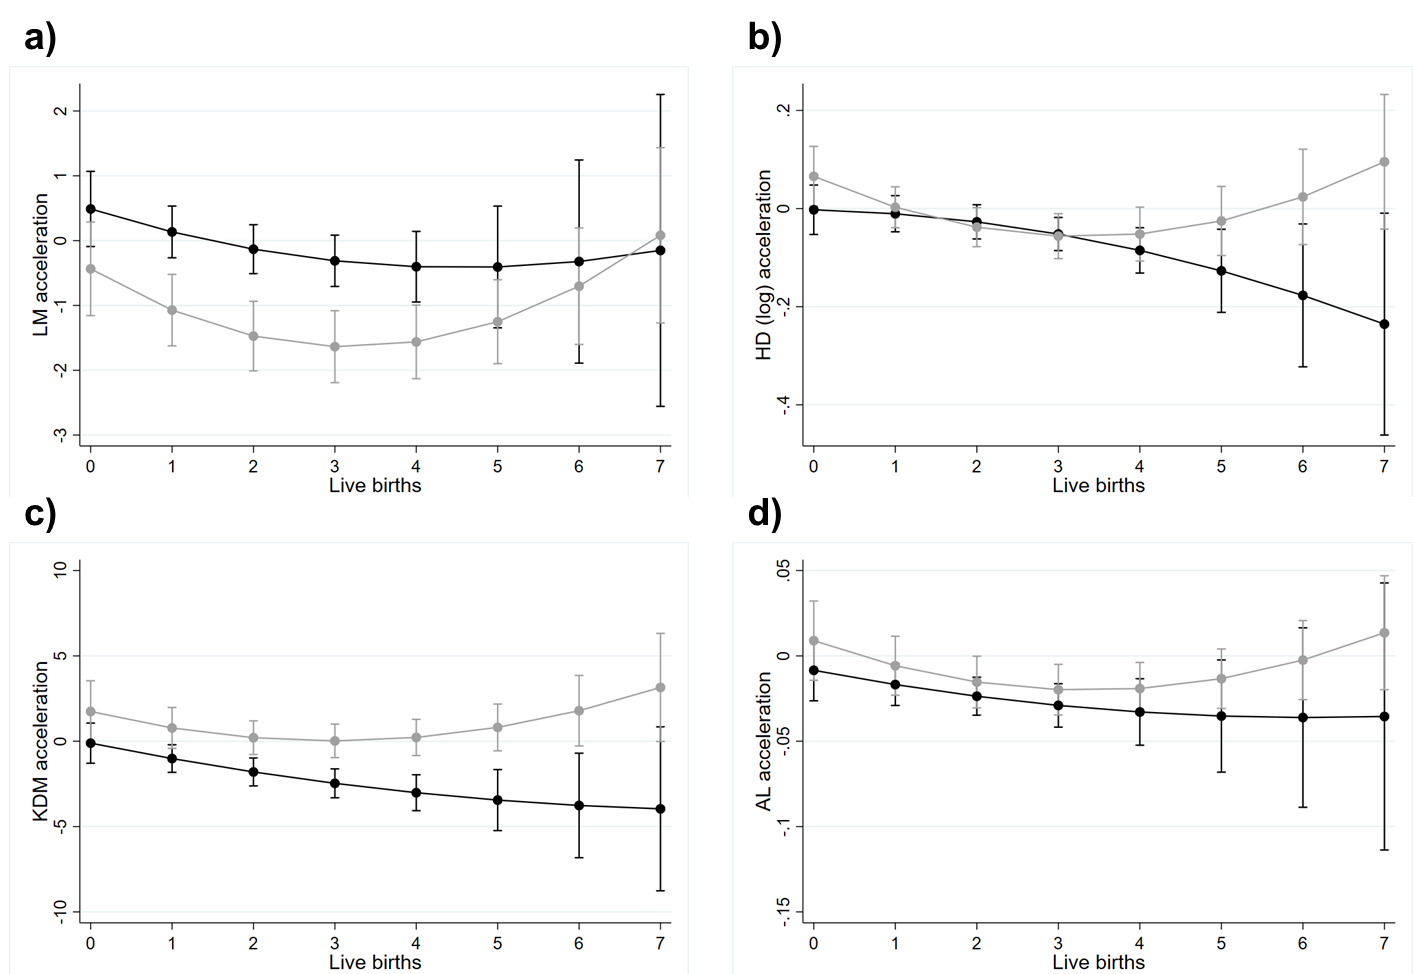 a)
LM acceleration
2
1
0
-1
-2
-3
0 1 2 3 4 5 6 7
Live births
b)
HD (log) acceleration
.2
0
-.2
-.4
0 1 2 3 4 5 6 7
Live births
c)
KDM acceleration
10
5
0
-5
-10
0 1 2 3 4 5 6 7
Live births
d)
AL acceleration
.05
0
-.05
-.1
-.15
0 1 2 3 4 5 6 7
Live births